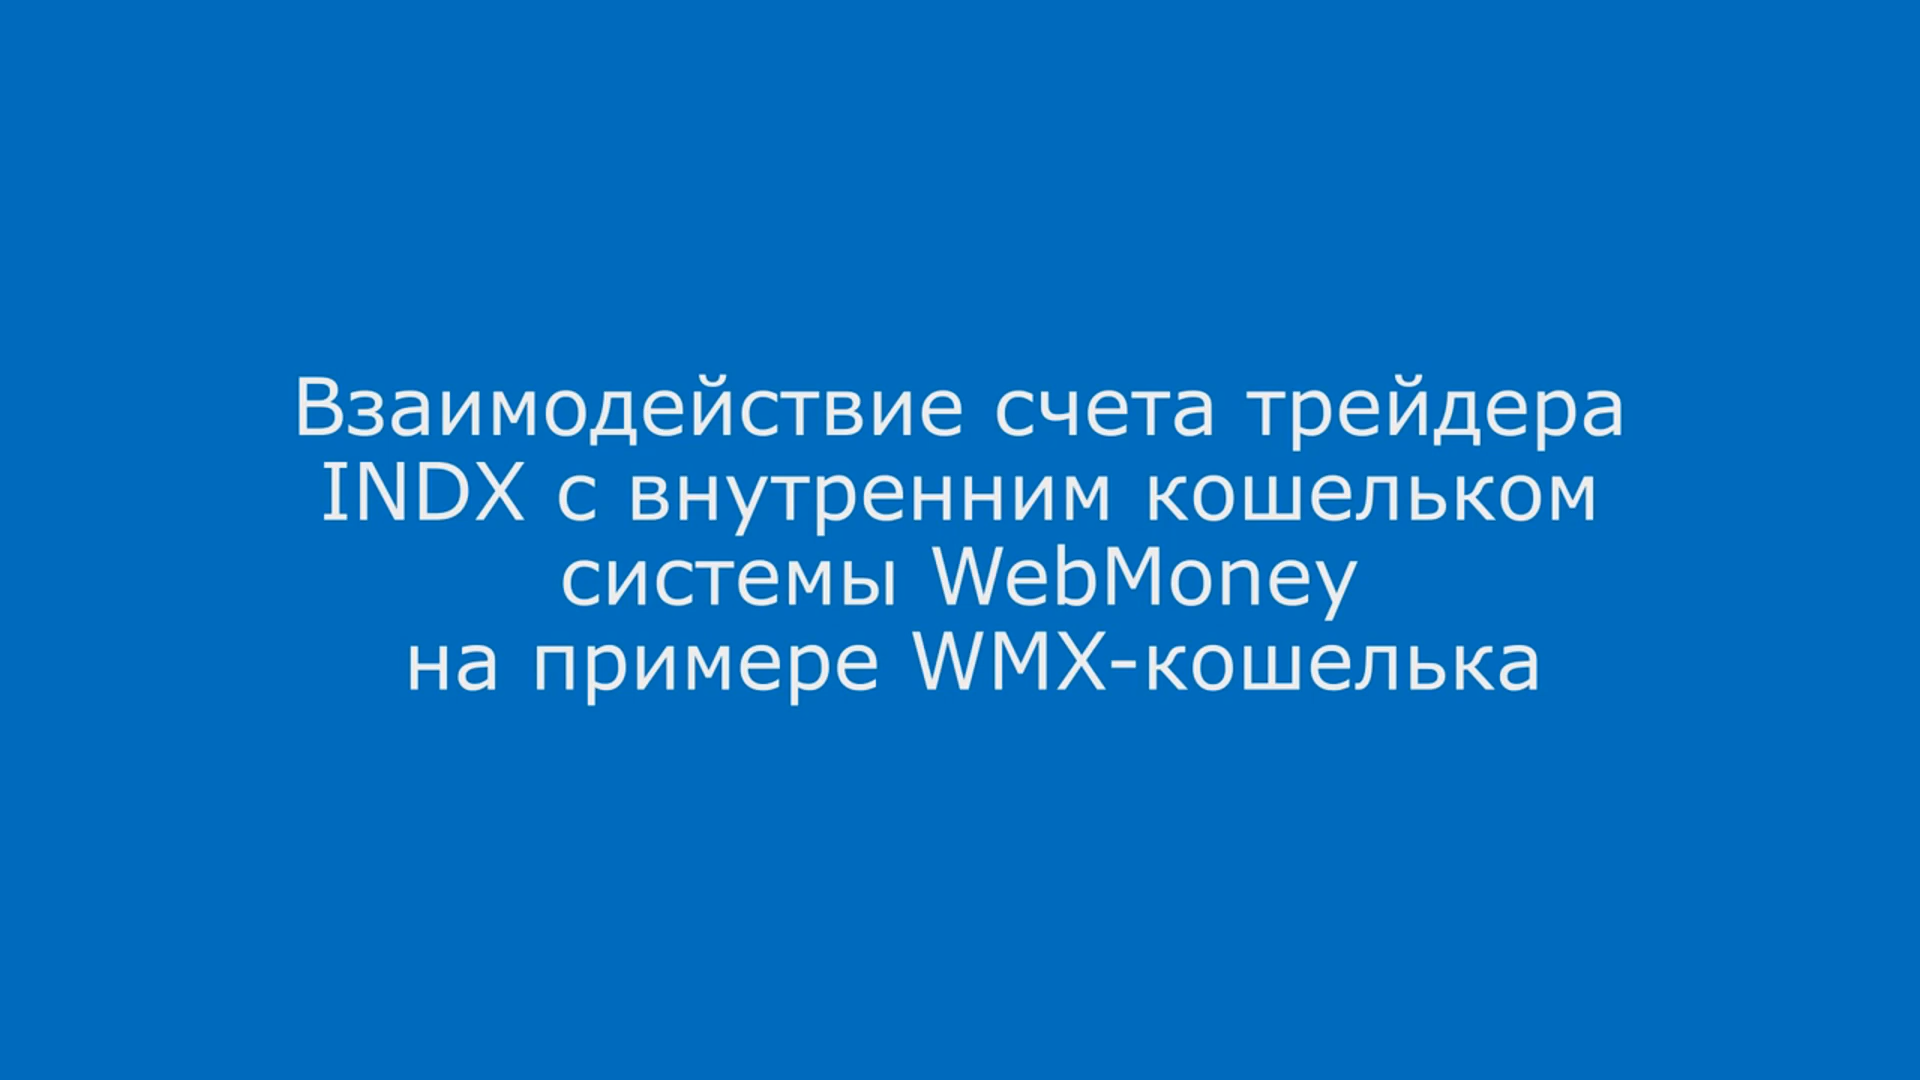 Взаимодействие счета трейдера
INDX с внутренним кошельком
системы WebMoney
на примере WMX-кошелька